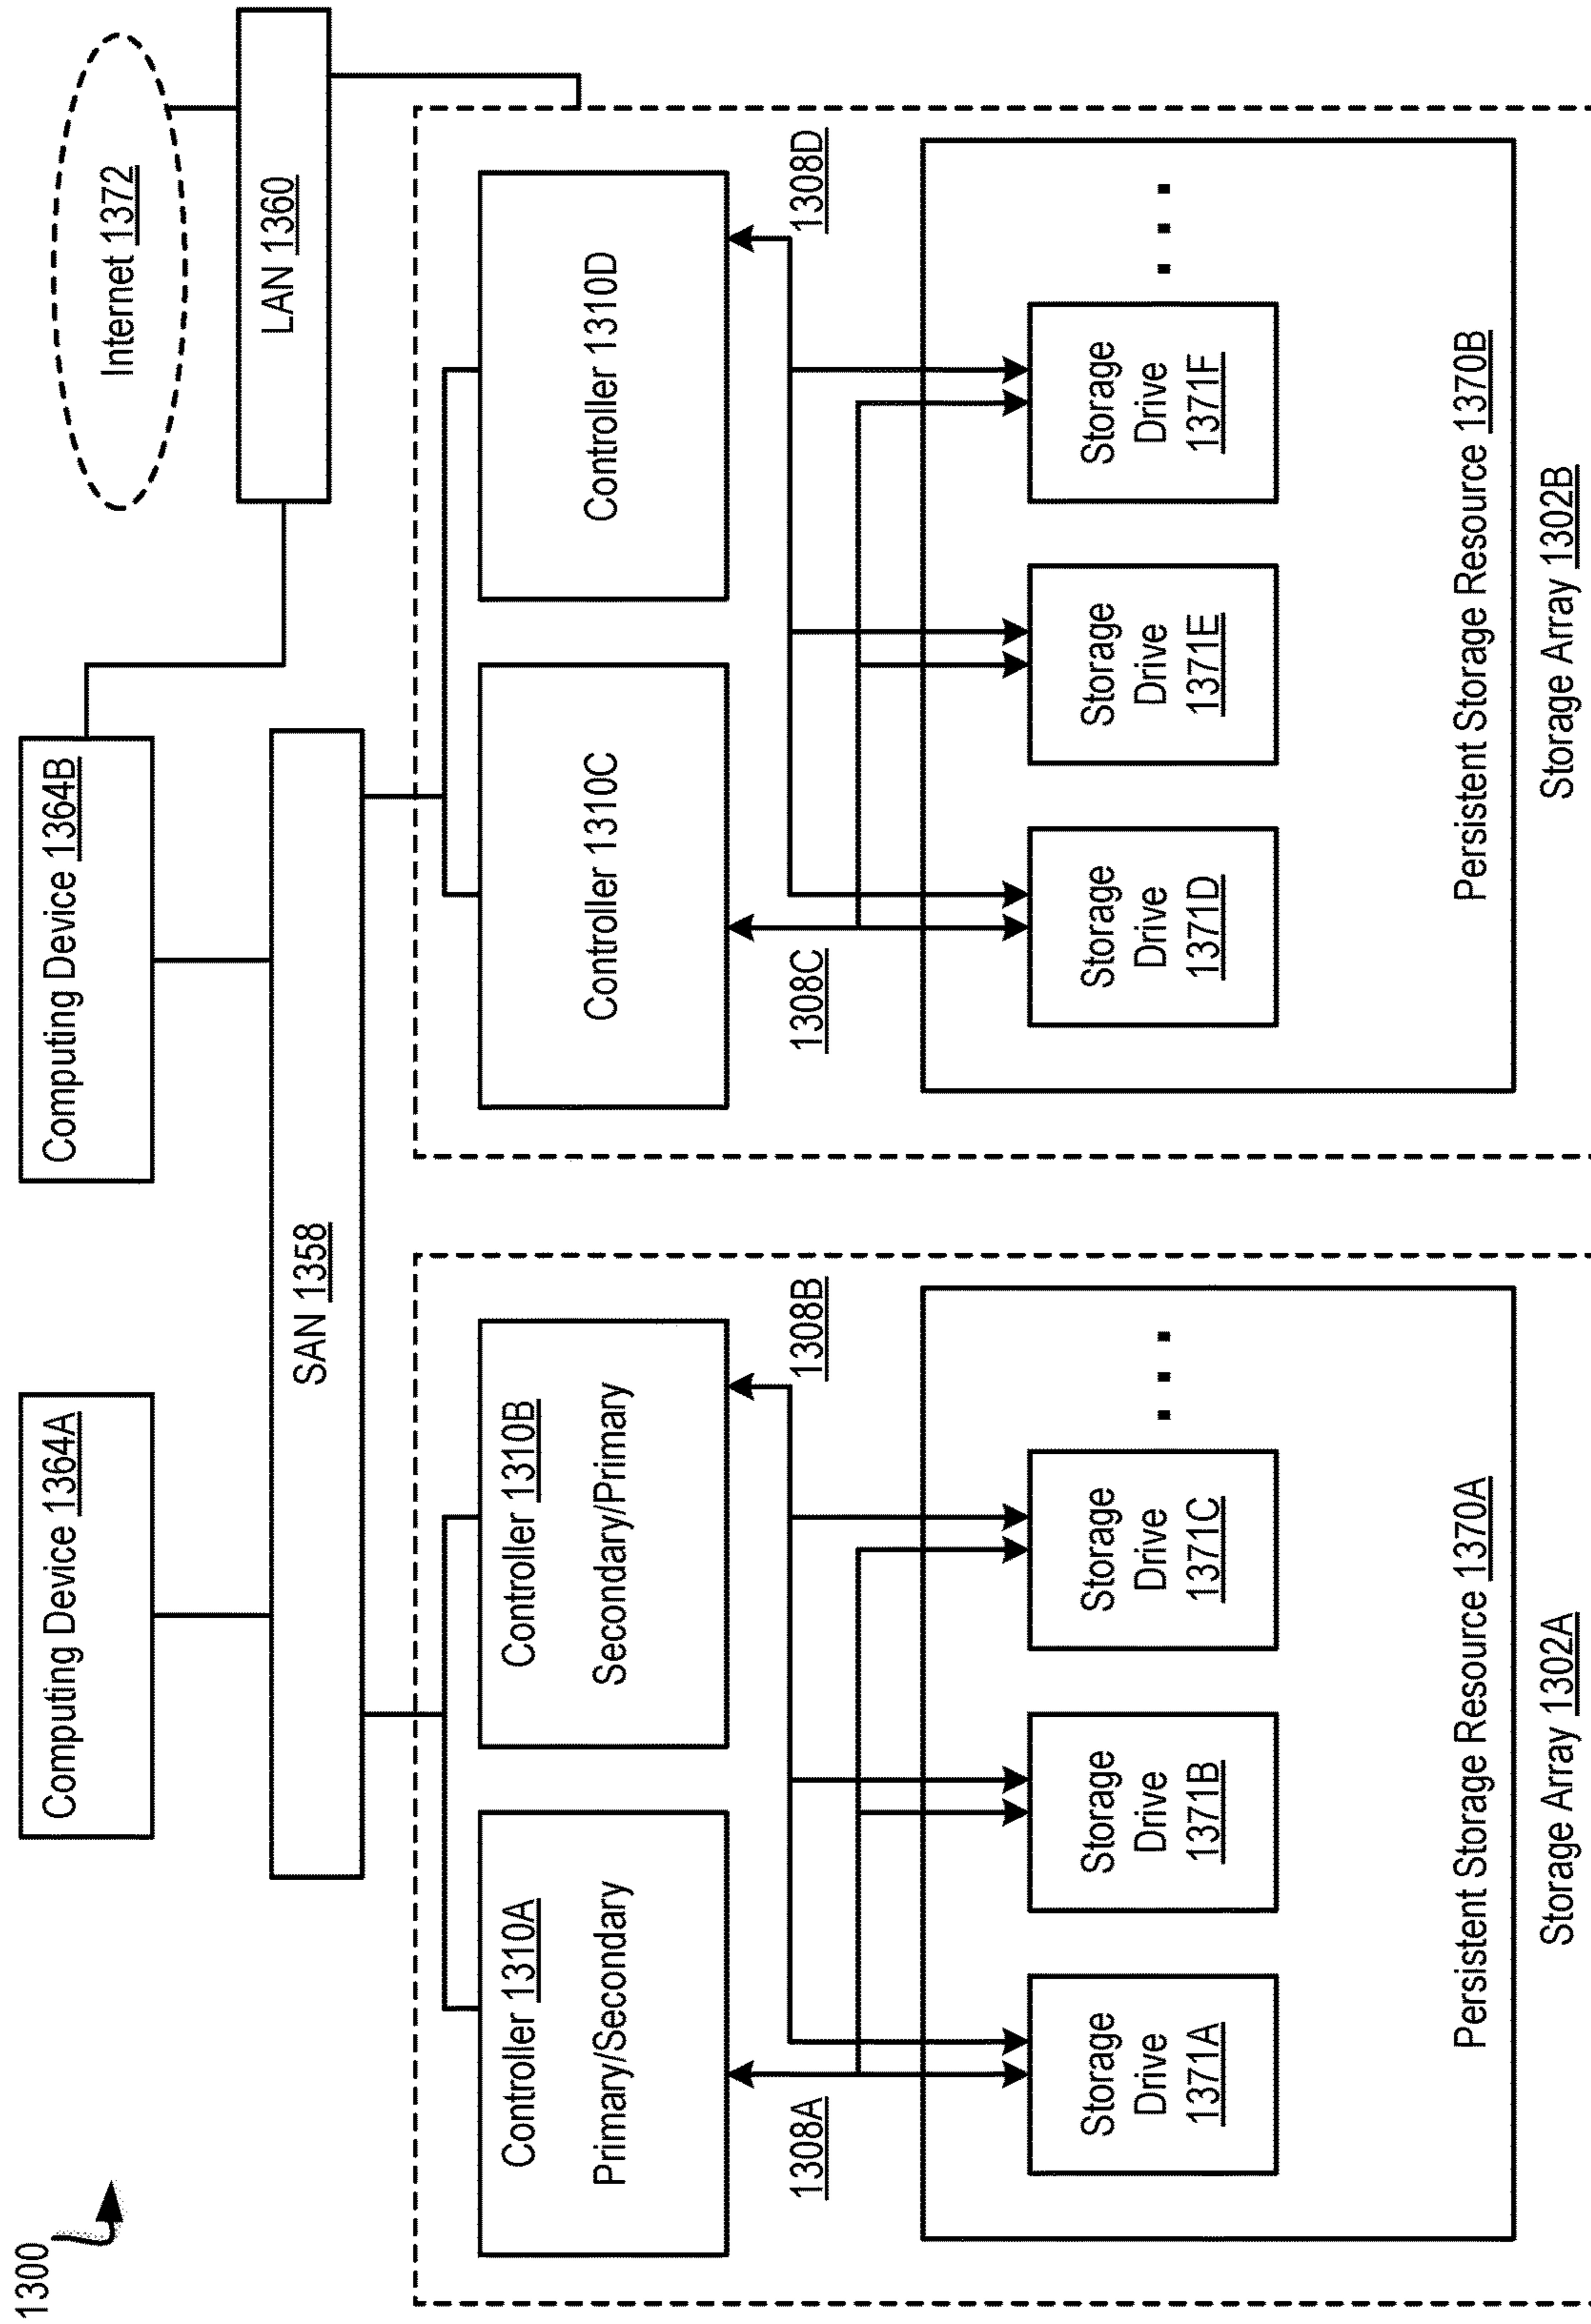 1300
Computing Device 1364A
Computing Device 1364B
Internet 1372
SAN 1358
LAN 1360
Controller 1310A
Primary/Secondary
Controller 1310B
Secondary/Primary
Controller 1310C
Controller 1310D
1308A
1308B
1308C
1308D
Storage
Drive
1371A
Storage
Drive
1371B
Storage
Drive
1371C
Storage
Drive
1371D
Storage
Drive
1371E
Storage
Drive
1371F
Persistent Storage Resource 1370A
Persistent Storage Resource 1370B
Storage Array 1302A
Storage Array 1302B